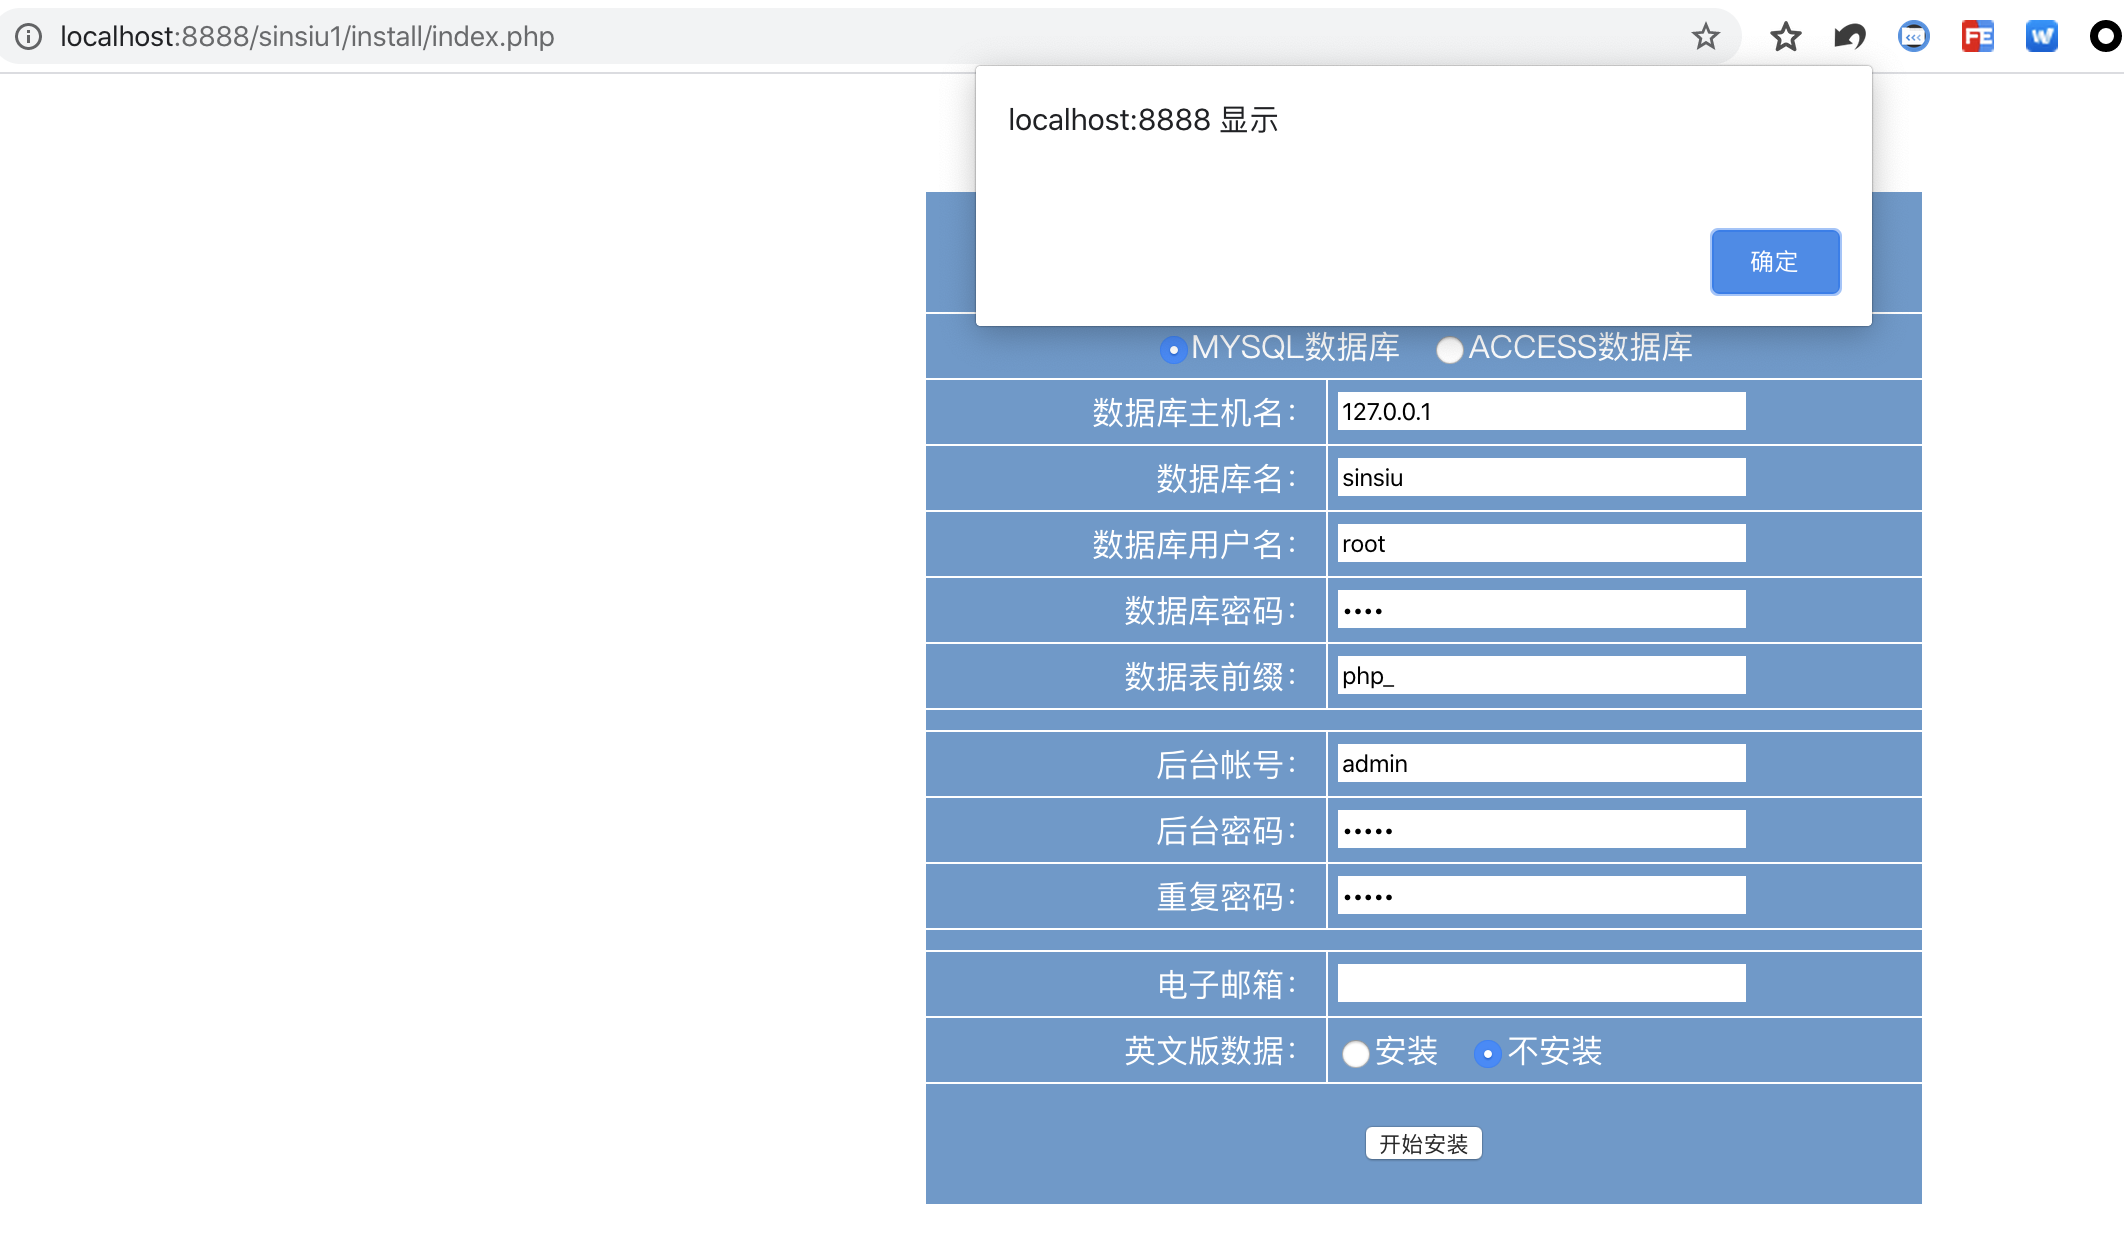 localhost:8888/sinsiu1/install/index.php
FE
W
localhost:8888 显示
确定
MYSQL数据库 ACCESS数据库
数据库主机名： 127.0.0.1
数据库名： sinsiu
数据库用户名： root
数据库密码： ••••
数据表前缀： php_
后台帐号： admin
后台密码： •••••
重复密码： •••••
电子邮箱：
英文版数据： 安装 不安装
开始安装